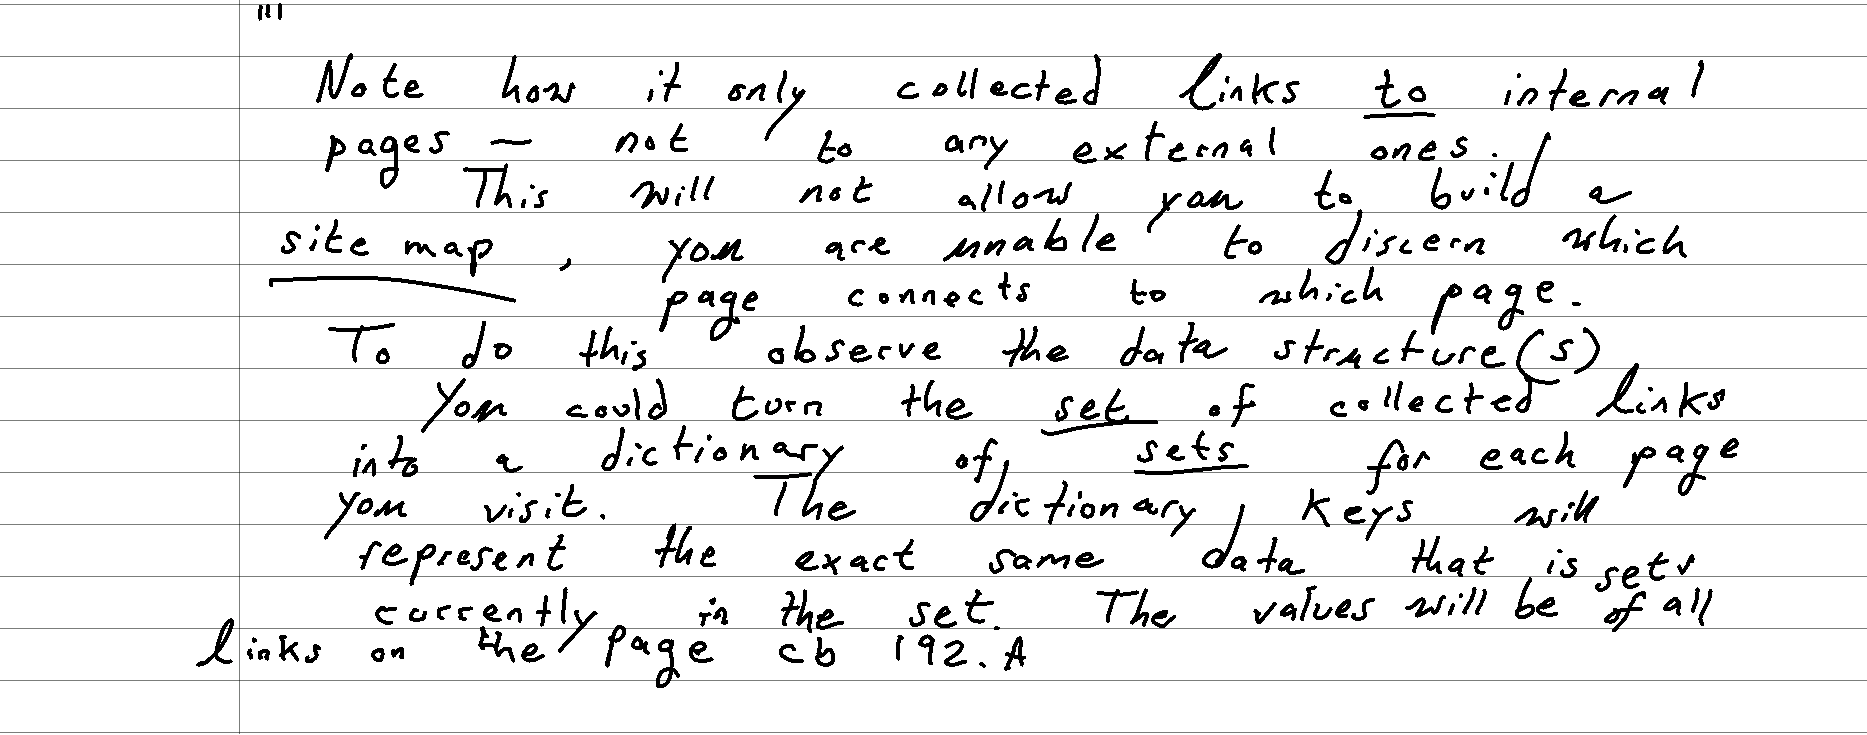 "'
Note how it only collected links to internal
pages – not to any external ones.
This will not allow you to build a
site map, you are unable to discern which
page connects to which page.
To do this observe the data structure(s)
You could turn the set of collected links
into a dictionary of sets for each page
you visit. The dictionary keys will
represent the exact same data that is
currently in the set. The values will be sets of all
links on the page cb 192.A